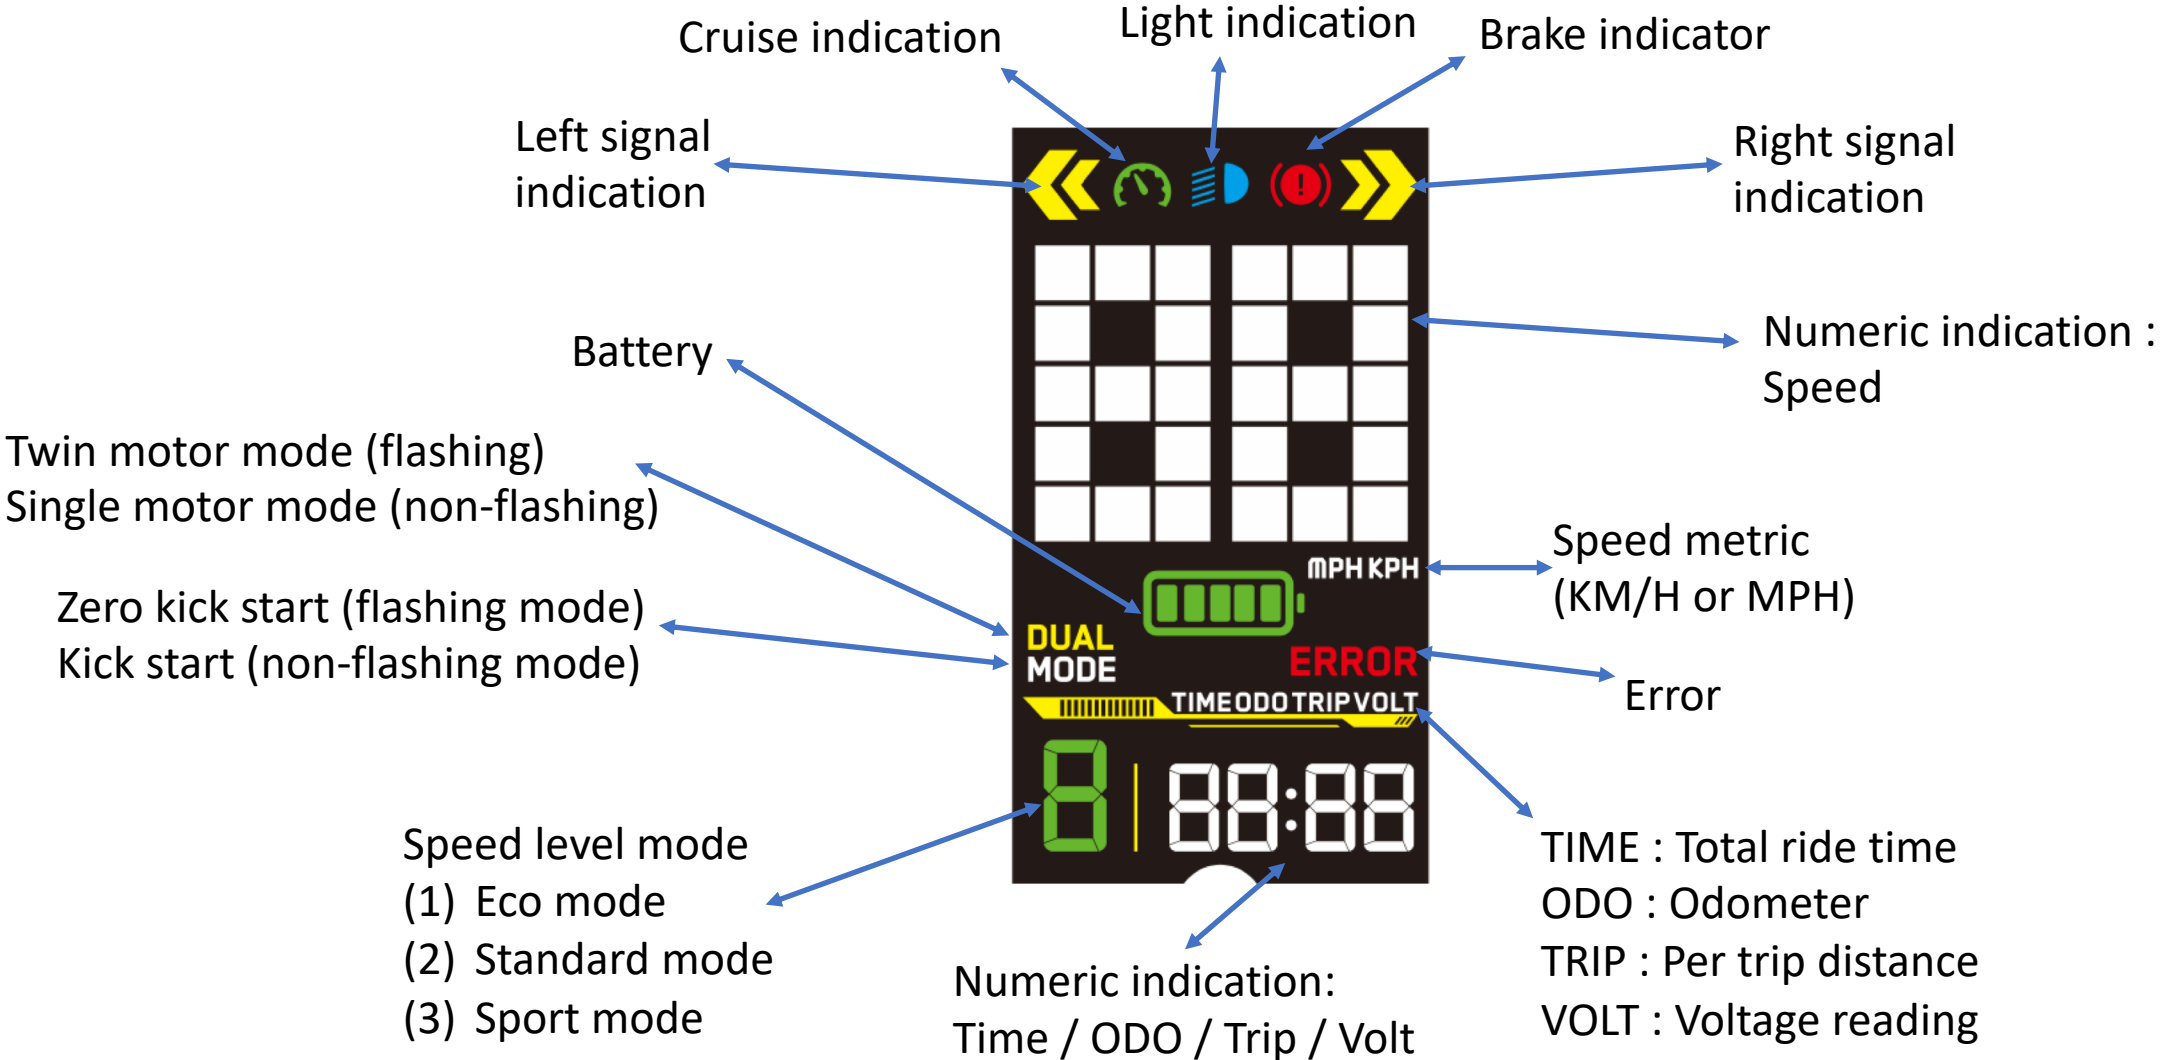 Cruise indication
Light indication
Brake indicator
Left signal
indication
Right signal
indication
Numeric indication :
Speed
Battery
Twin motor mode (flashing)
Single motor mode (non-flashing)
MPH KPH
Speed metric
(KM/H or MPH)
Zero kick start (flashing mode)
Kick start (non-flashing mode)
DUAL
MODE
ERROR
Error
TIME ODO TRIP VOLT
8 88:88
Speed level mode
(1) Eco mode
(2) Standard mode
(3) Sport mode
Numeric indication:
Time / ODO / Trip / Volt
TIME : Total ride time
ODO : Odometer
TRIP : Per trip distance
VOLT : Voltage reading